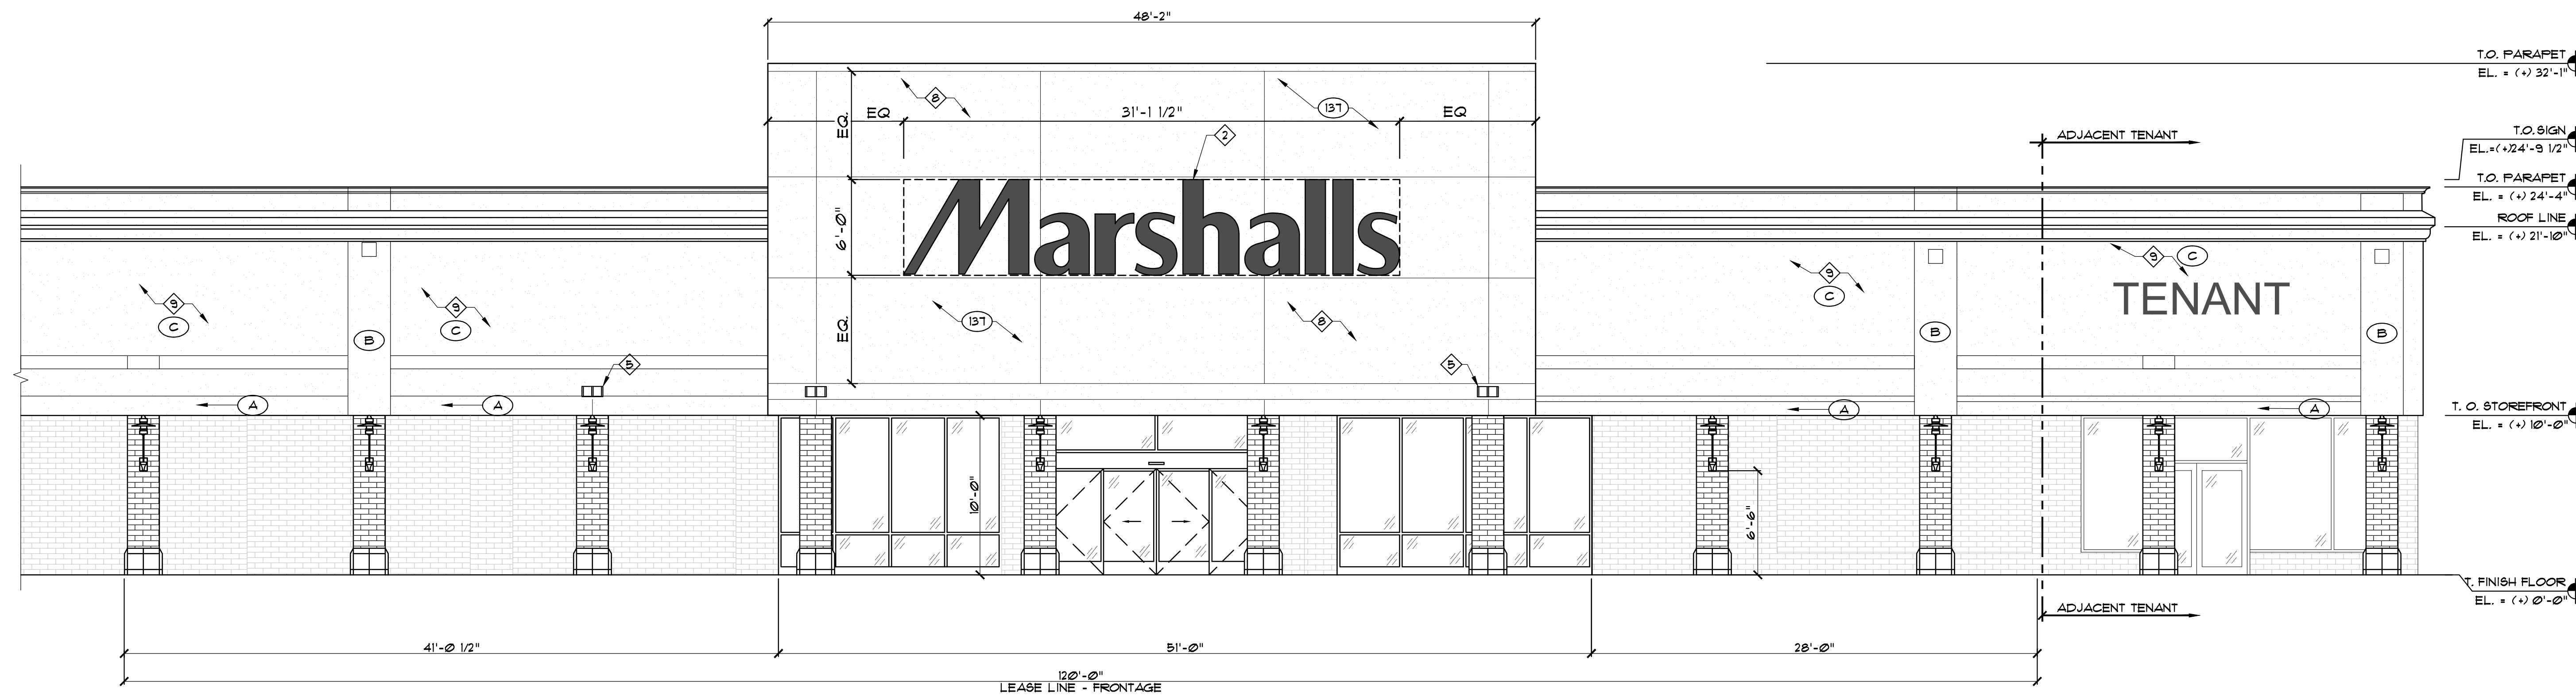 48'-2"
T.O. PARAPET
EL. = (+) 32'-1"
8
137
EQ
31'-1 1/2"
EQ
EQ.
2
ADJACENT TENANT
T.O. SIGN
EL.=(+)24'-9 1/2"
T.O. PARAPET
EL. = (+) 24'-4"
ROOF LINE
EL. = (+) 21'-10"
6'-0"
Marshalls
9
C
9
C
9
C
9
C
TENANT
B
EQ.
137
8
B
B
5
5
A
A
A
A
T. O. STOREFRONT
EL. = (+) 10'-0"
10'-0"
6'-6"
T. FINISH FLOOR
EL. = (+) 0'-0"
ADJACENT TENANT
41'-0 1/2"
51'-0"
28'-0"
120'-0"
LEASE LINE - FRONTAGE